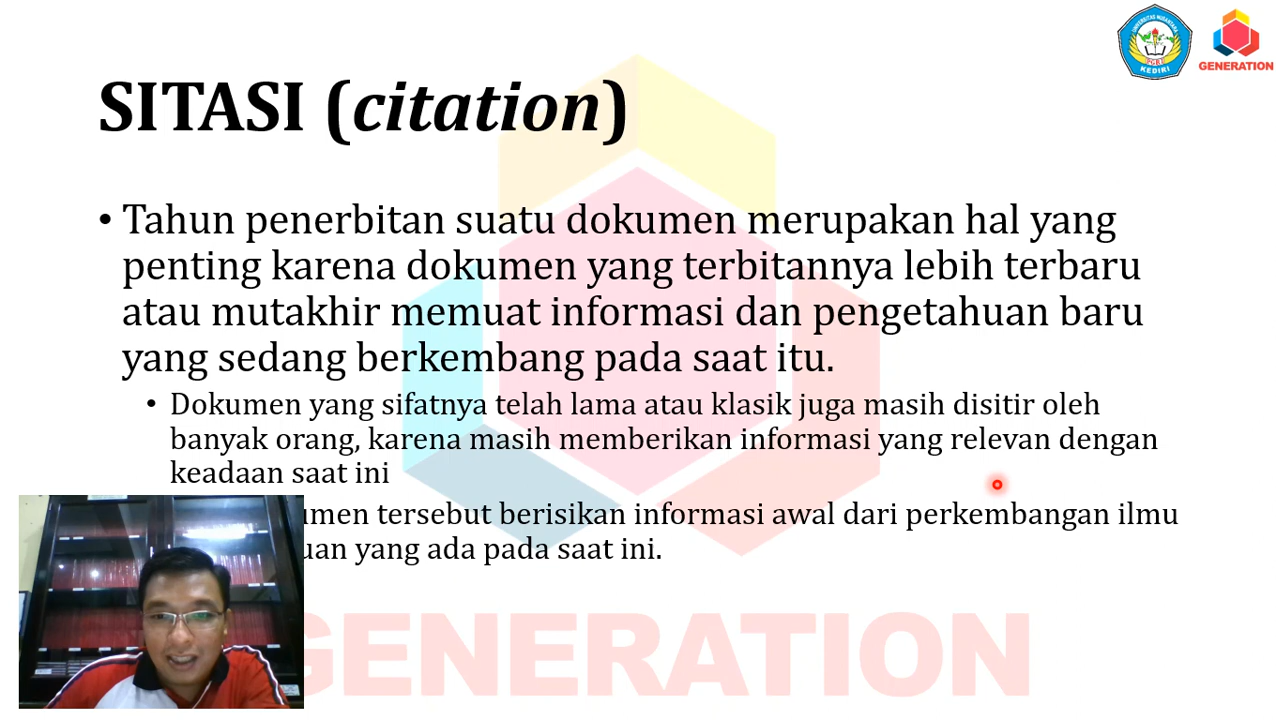 SITASI (citation)
• Tahun penerbitan suatu dokumen merupakan hal yang
penting karena dokumen yang terbitannya lebih terbaru
atau mutakhir memuat informasi dan pengetahuan baru
yang sedang berkembang pada saat itu.
• Dokumen yang sifatnya telah lama atau klasik juga masih disitir oleh
banyak orang, karena masih memberikan informasi yang relevan dengan
keadaan saat ini
tersebut berisikan informasi awal dari perkembangan ilmu
yang ada pada saat ini.
GENERATION
UNIVERSITAS NUSANTARA
KEDIRI
GENERATION